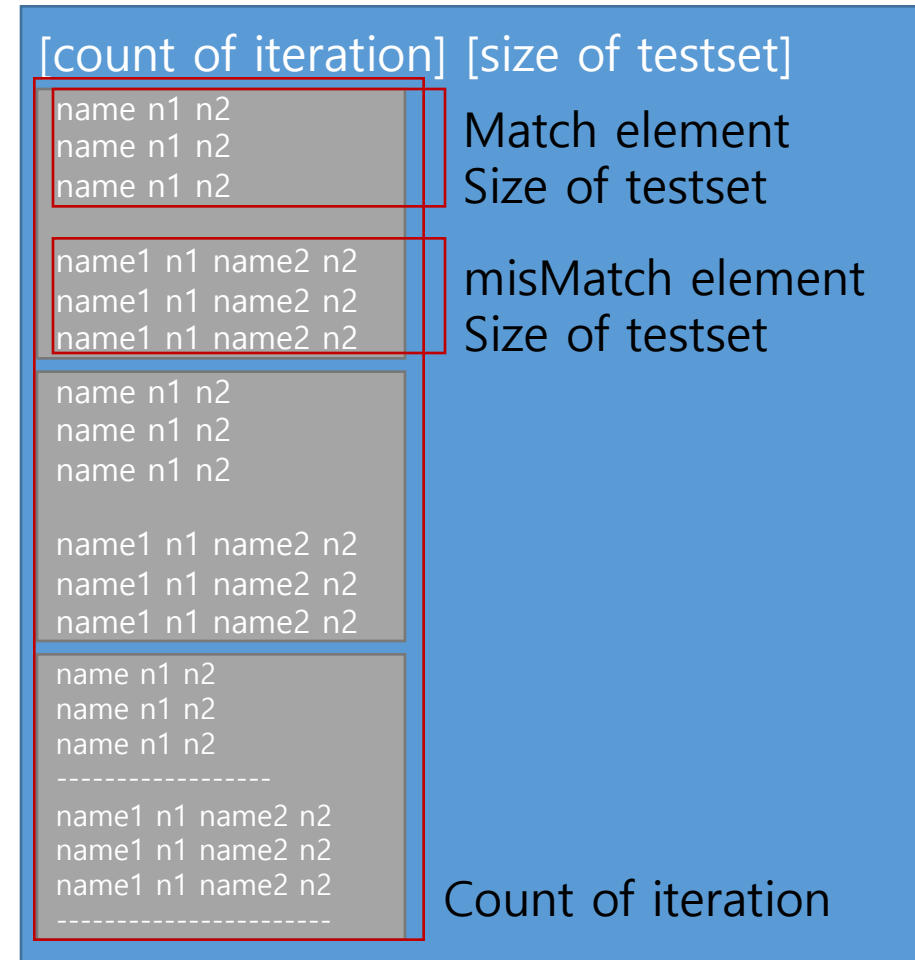 [count of iteration] [size of testset]
name n1 n2
name n1 n2
name n1 n2
Match element
Size of testset
name1 n1 name2 n2
name1 n1 name2 n2
name1 n1 name2 n2
misMatch element
Size of testset
name n1 n2
name n1 n2
name n1 n2
name1 n1 name2 n2
name1 n1 name2 n2
name1 n1 name2 n2
name n1 n2
name n1 n2
name n1 n2
------------------
name1 n1 name2 n2
name1 n1 name2 n2
name1 n1 name2 n2
-----------------------
Count of iteration